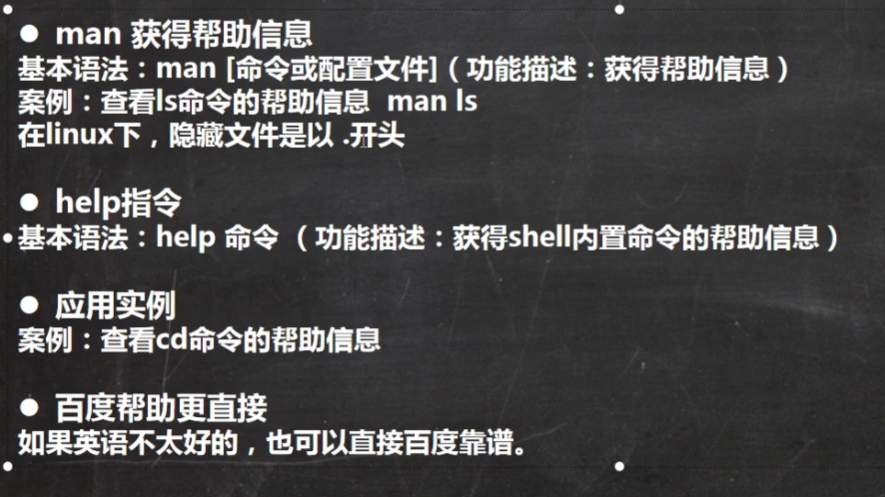 ● man 获得帮助信息
基本语法：man [命令或配置文件]（功能描述：获得帮助信息）
案例：查看ls命令的帮助信息 man ls
在linux下，隐藏文件是以 .开头
● help指令
基本语法：help 命令 （功能描述：获得shell内置命令的帮助信息）
● 应用实例
案例：查看cd命令的帮助信息
● 百度帮助更直接
如果英语不太好的，也可以直接百度靠谱。